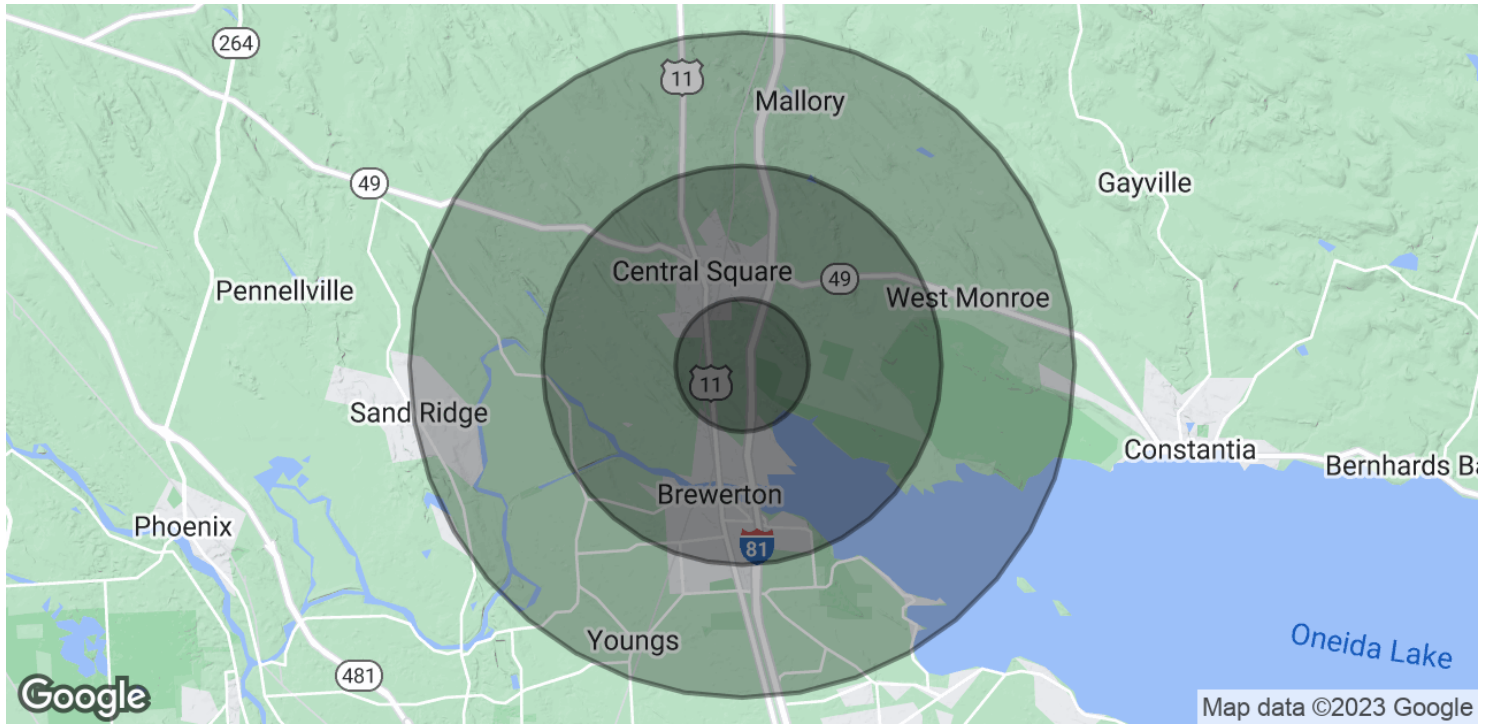 264
11
Mallory
49
Gayville
Central Square
49
Pennellville
West Monroe
11
Sand Ridge
Constantia
Bernhards Ba
Brewerton
Phoenix
81
Youngs
Oneida Lake
481
Google
Map data ©2023 Google